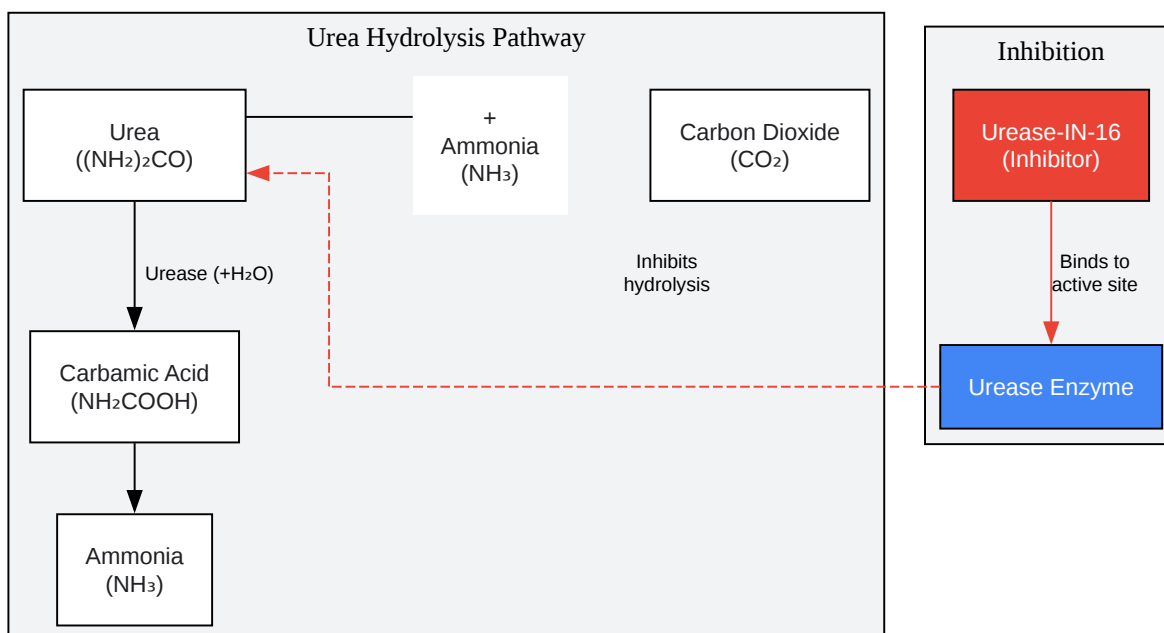 Urea Hydrolysis Pathway
Urea
((NH₂)₂CO)
+
Ammonia
(NH₃)
Carbon Dioxide
(CO₂)
Urease (+H₂O)
Inhibits
hydrolysis
Carbamic Acid
(NH₂COOH)
Ammonia
(NH₃)
Inhibition
Urease-IN-16
(Inhibitor)
Binds to
active site
Urease Enzyme